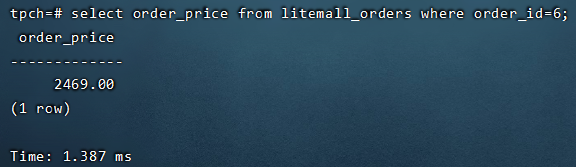 tpch=# select order_price from litemall_orders where order_id=6;
order_price
-------------
2469.00
(1 row)
Time: 1.387 ms